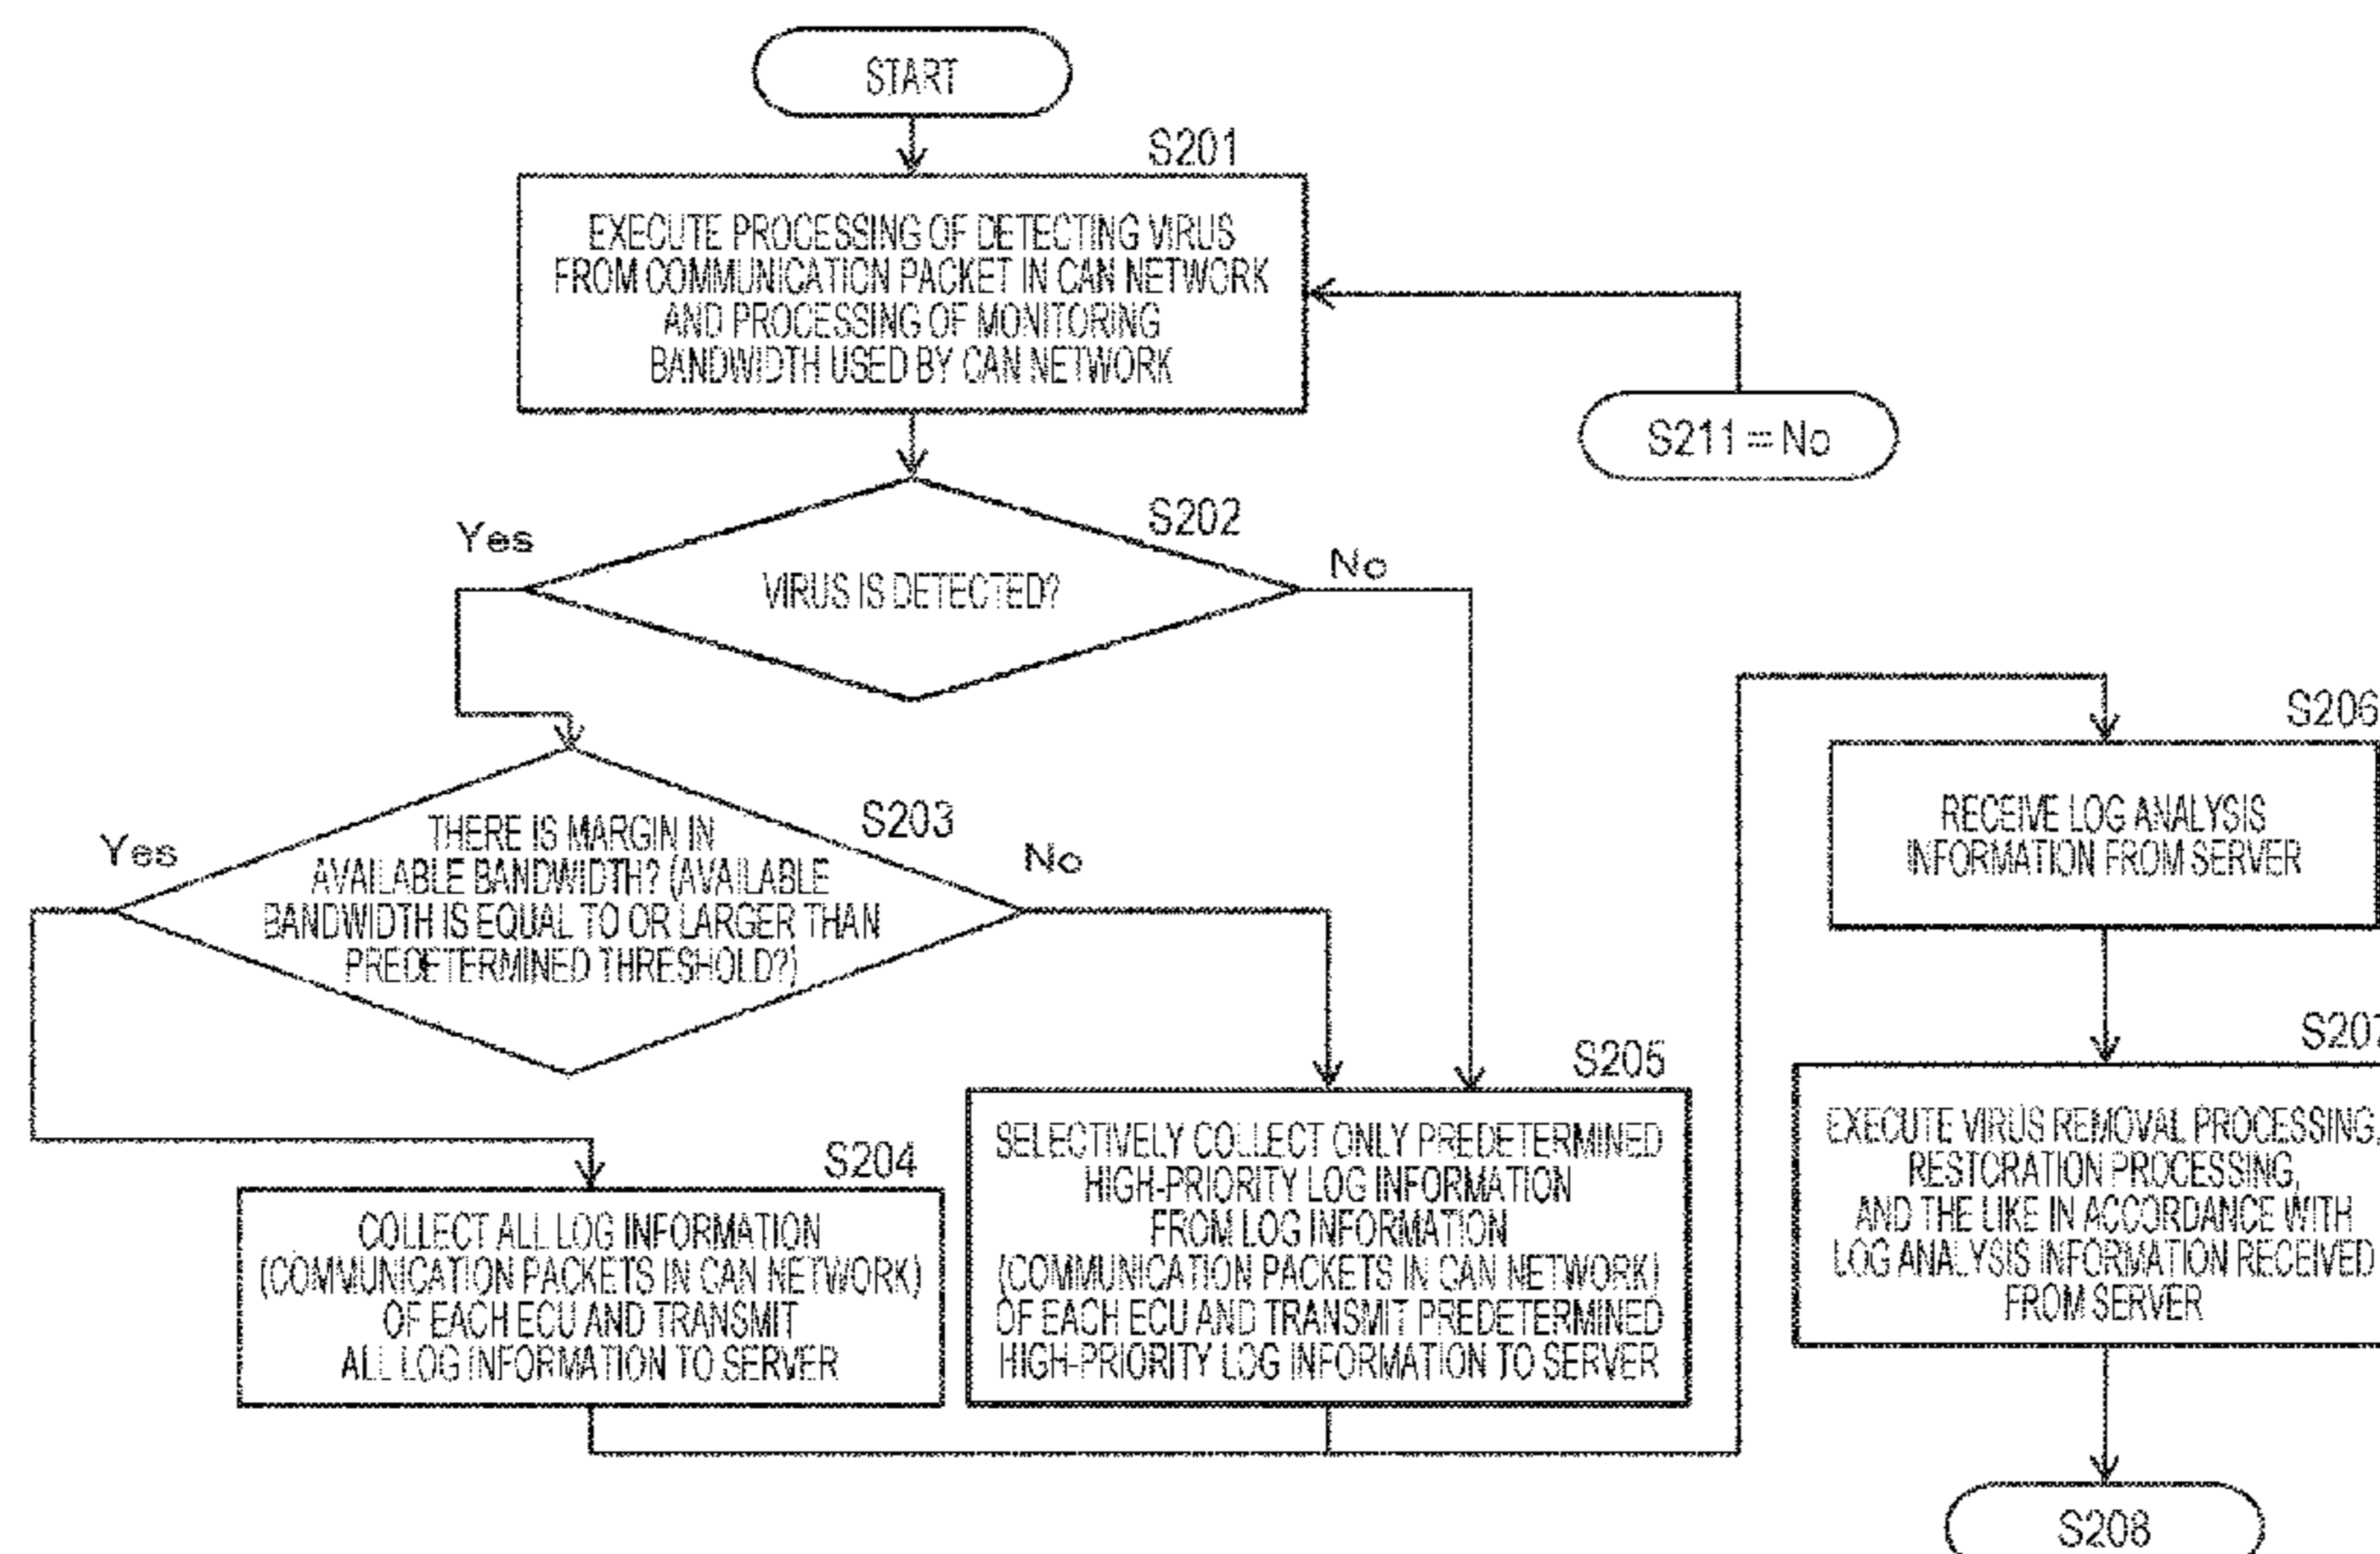 START
S201
EXECUTE PROCESSING OF DETECTING VIRUS
FROM COMMUNICATION PACKET IN CAN NETWORK
AND PROCESSING OF MONITORING
BANDWIDTH USED BY CAN NETWORK
S211 = No
S202
Yes
VIRUS IS DETECTED?
No
S203
Yes
THERE IS MARGIN IN
AVAILABLE BANDWIDTH? (AVAILABLE
BANDWIDTH IS EQUAL TO OR LARGER THAN
PREDETERMINED THRESHOLD?)
No
S204
COLLECT ALL LOG INFORMATION
(COMMUNICATION PACKETS IN CAN NETWORK)
OF EACH ECU AND TRANSMIT
ALL LOG INFORMATION TO SERVER
S205
SELECTIVELY COLLECT ONLY PREDETERMINED
HIGH-PRIORITY LOG INFORMATION
FROM LOG INFORMATION
(COMMUNICATION PACKETS IN CAN NETWORK)
OF EACH ECU AND TRANSMIT PREDETERMINED
HIGH-PRIORITY LOG INFORMATION TO SERVER
S206
RECEIVE LOG ANALYSIS
INFORMATION FROM SERVER
S207
EXECUTE VIRUS REMOVAL PROCESSING,
RESTORATION PROCESSING,
AND THE LIKE IN ACCORDANCE WITH
LOG ANALYSIS INFORMATION RECEIVED
FROM SERVER
S208